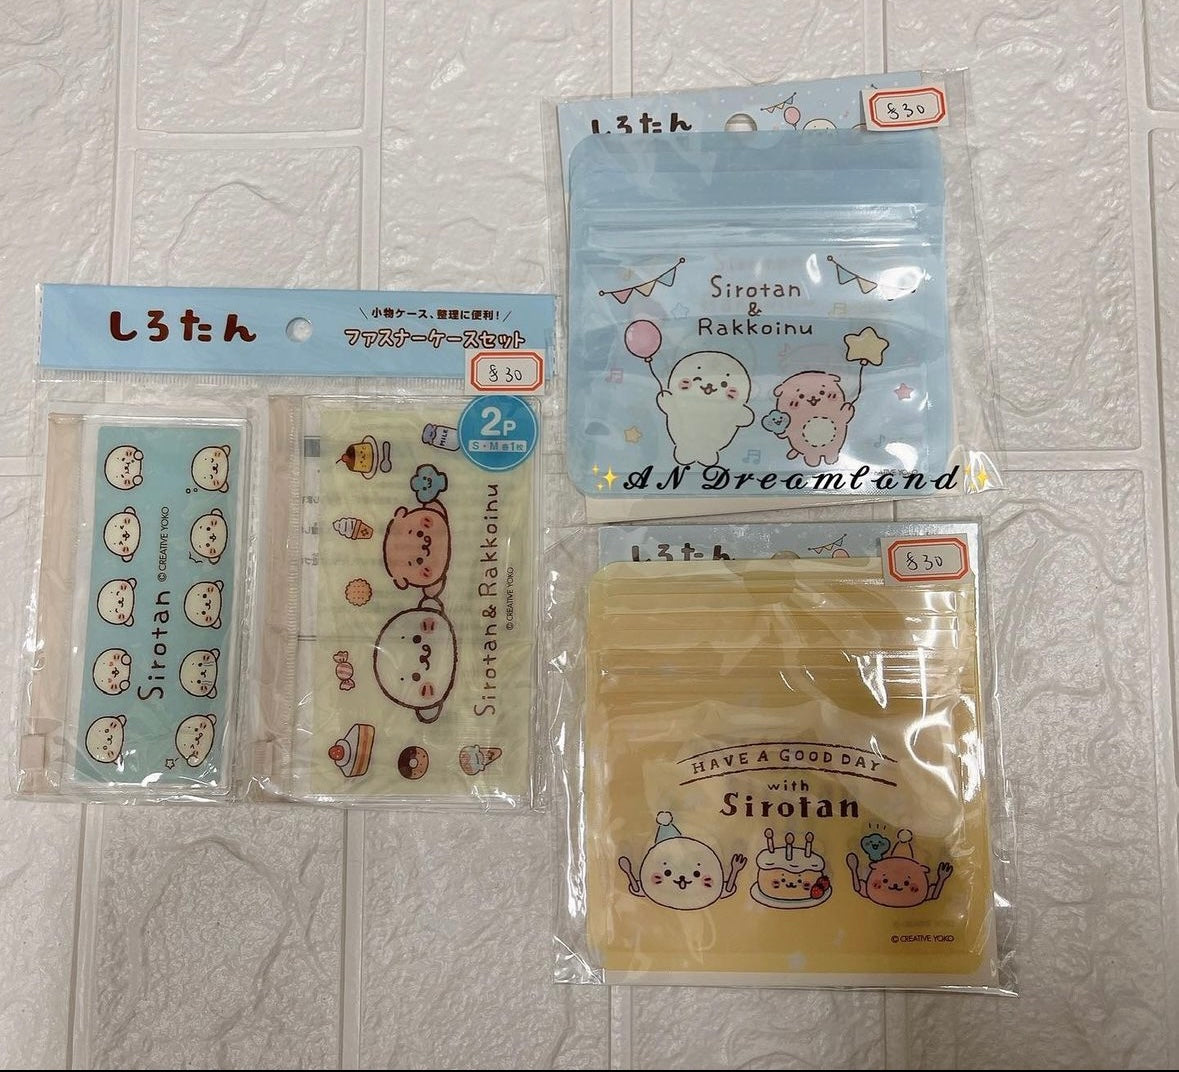 しろたん
\ 小物ケース、整理に便利! /
ファスナーケースセット
$30
2P
S・M 各1枚
MILK
Sirotan
© CREATIVE YOKO
Sirotan & Rakkoinu
© CREATIVE YOKO
しろたん
$30
Sirotan
&
Rakkoinu
✨AN Dreamland✨
しろたん
$30
HAVE A GOOD DAY
with
Sirotan
© CREATIVE YOKO